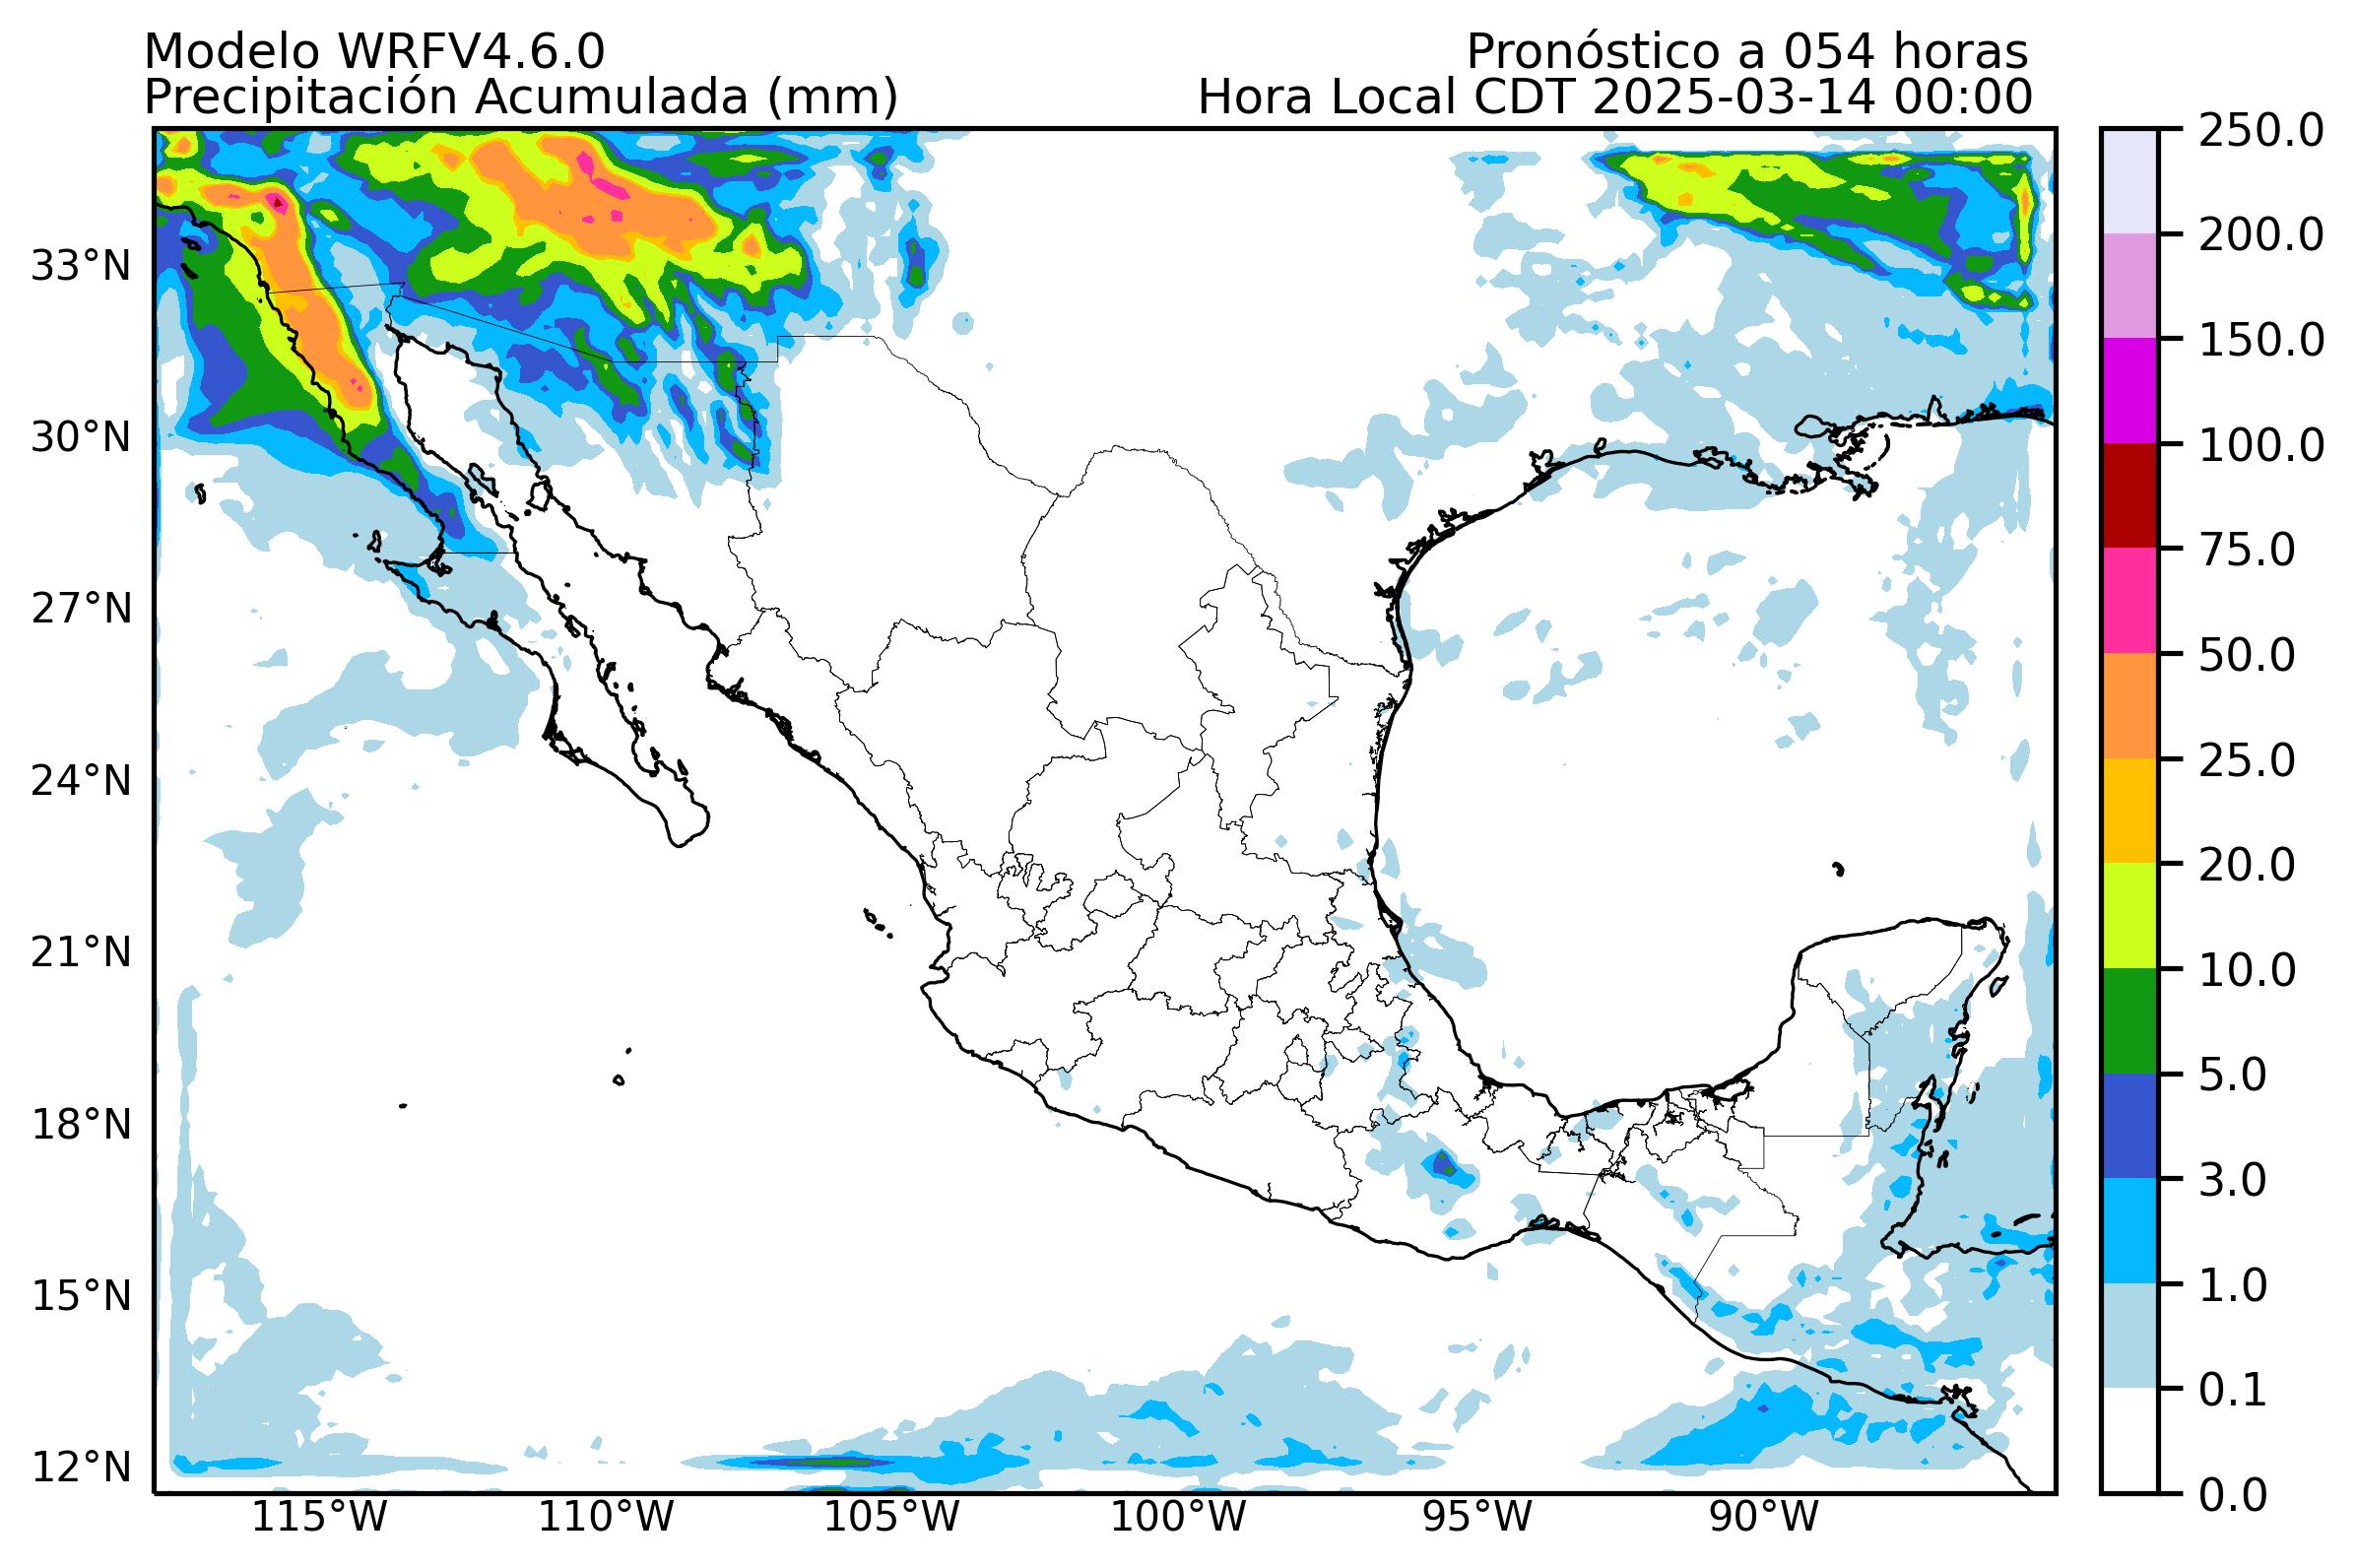 Modelo WRFV4.6.0
Pronóstico a 054 horas
Precipitación Acumulada (mm)
Hora Local CDT 2025-03-14 00:00
33°N
30°N
27°N
24°N
21°N
18°N
15°N
12°N
115°W
110°W
105°W
100°W
95°W
90°W
250.0
200.0
150.0
100.0
75.0
50.0
25.0
20.0
10.0
5.0
3.0
1.0
0.1
0.0